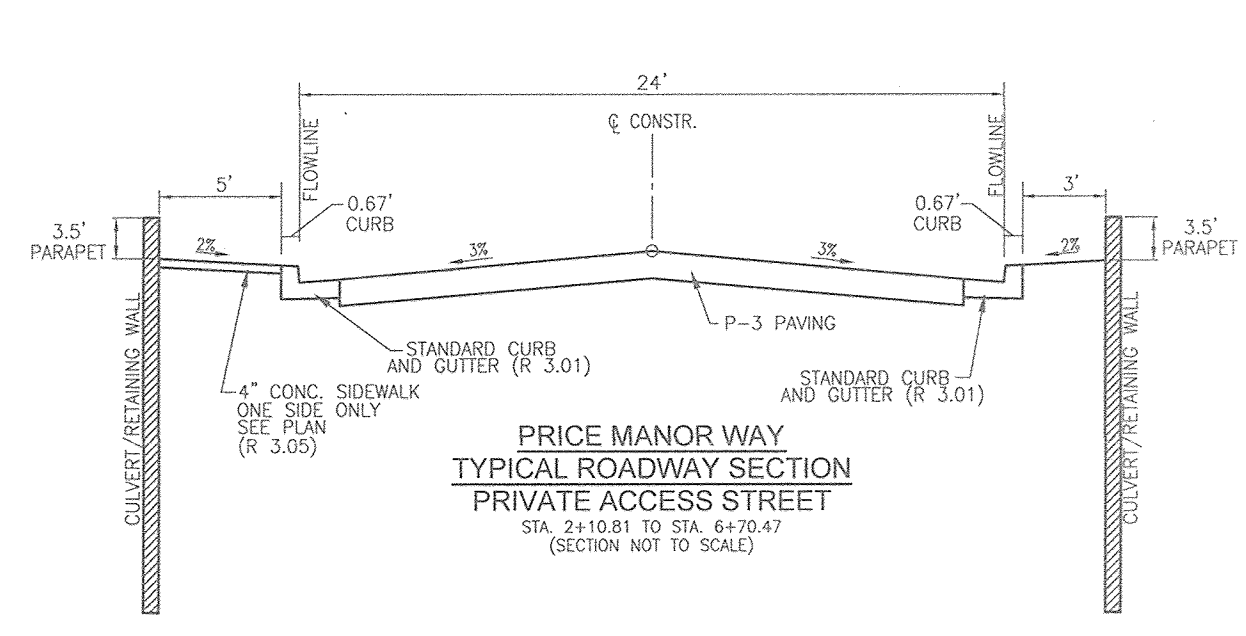 24'
℄ CONSTR.
FLOWLINE
FLOWLINE
5'
0.67'
CURB
0.67'
CURB
3'
3.5'
PARAPET
3.5'
PARAPET
2%
3%
3%
2%
P-3 PAVING
STANDARD CURB
AND GUTTER (R 3.01)
STANDARD CURB
AND GUTTER (R 3.01)
4" CONC. SIDEWALK
ONE SIDE ONLY
SEE PLAN
(R 3.05)
CULVERT/RETAINING WALL
CULVERT/RETAINING WALL
PRICE MANOR WAY
TYPICAL ROADWAY SECTION
PRIVATE ACCESS STREET
STA. 2+10.81 TO STA. 6+70.47
(SECTION NOT TO SCALE)